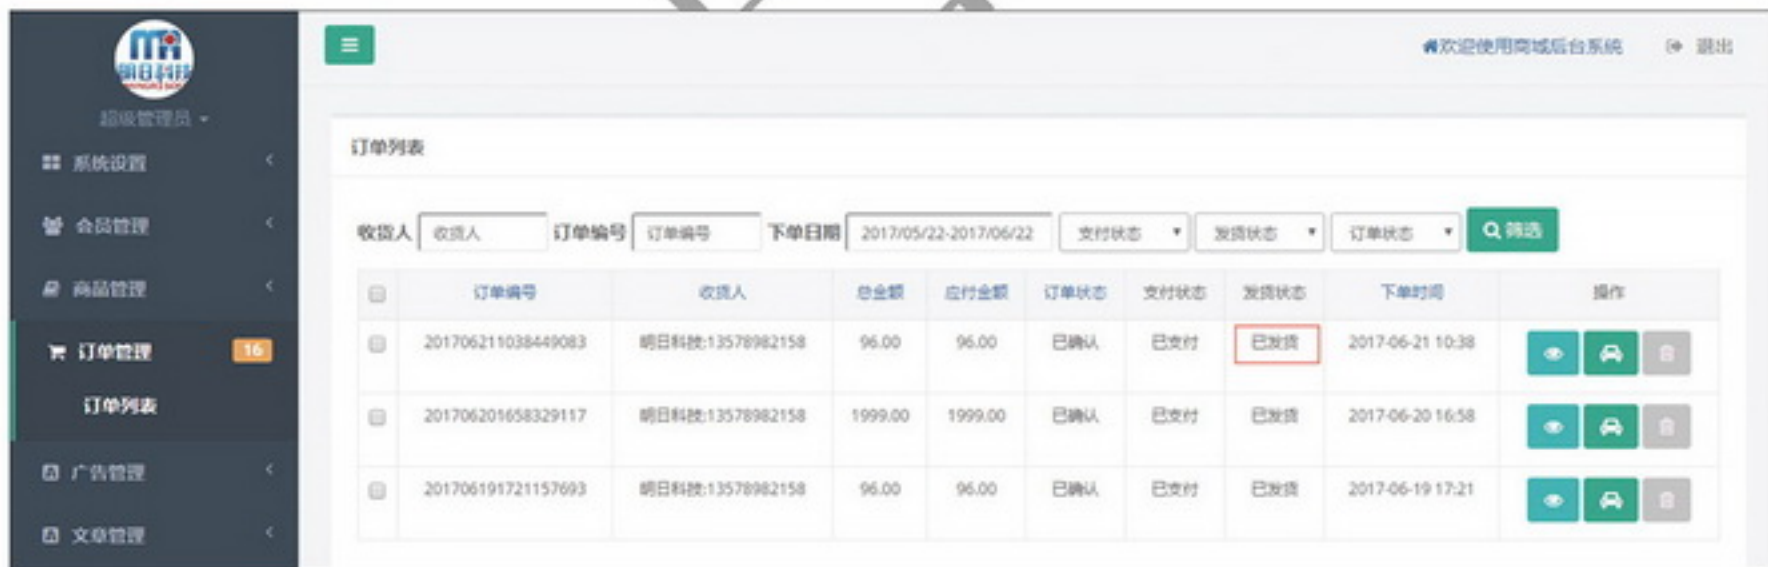 明日科技
欢迎使用商城后台系统 退出
超级管理员
系统设置
会员管理
商品管理
订单管理 16
订单列表
广告管理
文章管理
订单列表
收货人 收货人 订单编号 订单编号 下单日期 2017/05/22-2017/06/22 支付状态 发货状态 订单状态 筛选
订单编号 收货人 总金额 应付金额 订单状态 支付状态 发货状态 下单时间 操作
201706211038449083 明日科技:13578982158 96.00 96.00 已确认 已支付 已发货 2017-06-21 10:38
201706201658329117 明日科技:13578982158 1999.00 1999.00 已确认 已支付 已发货 2017-06-20 16:58
201706191721157693 明日科技:13578982158 96.00 96.00 已确认 已支付 已发货 2017-06-19 17:21